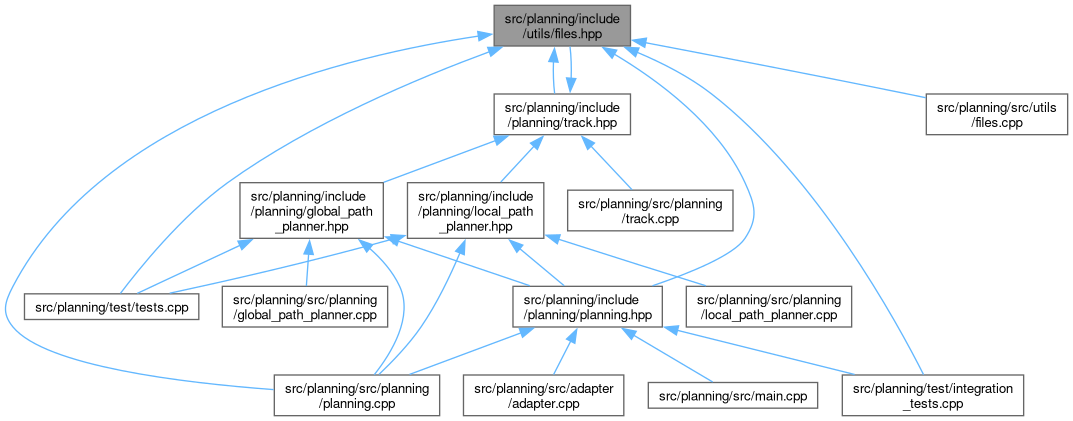 src/planning/include
/utils/files.hpp
src/planning/include
/planning/track.hpp
src/planning/src/utils
/files.cpp
src/planning/include
/planning/global_path
_planner.hpp
src/planning/include
/planning/local_path
_planner.hpp
src/planning/src/planning
/track.cpp
src/planning/test/tests.cpp
src/planning/src/planning
/global_path_planner.cpp
src/planning/include
/planning/planning.hpp
src/planning/src/planning
/local_path_planner.cpp
src/planning/src/planning
/planning.cpp
src/planning/src/adapter
/adapter.cpp
src/planning/src/main.cpp
src/planning/test/integration
_tests.cpp